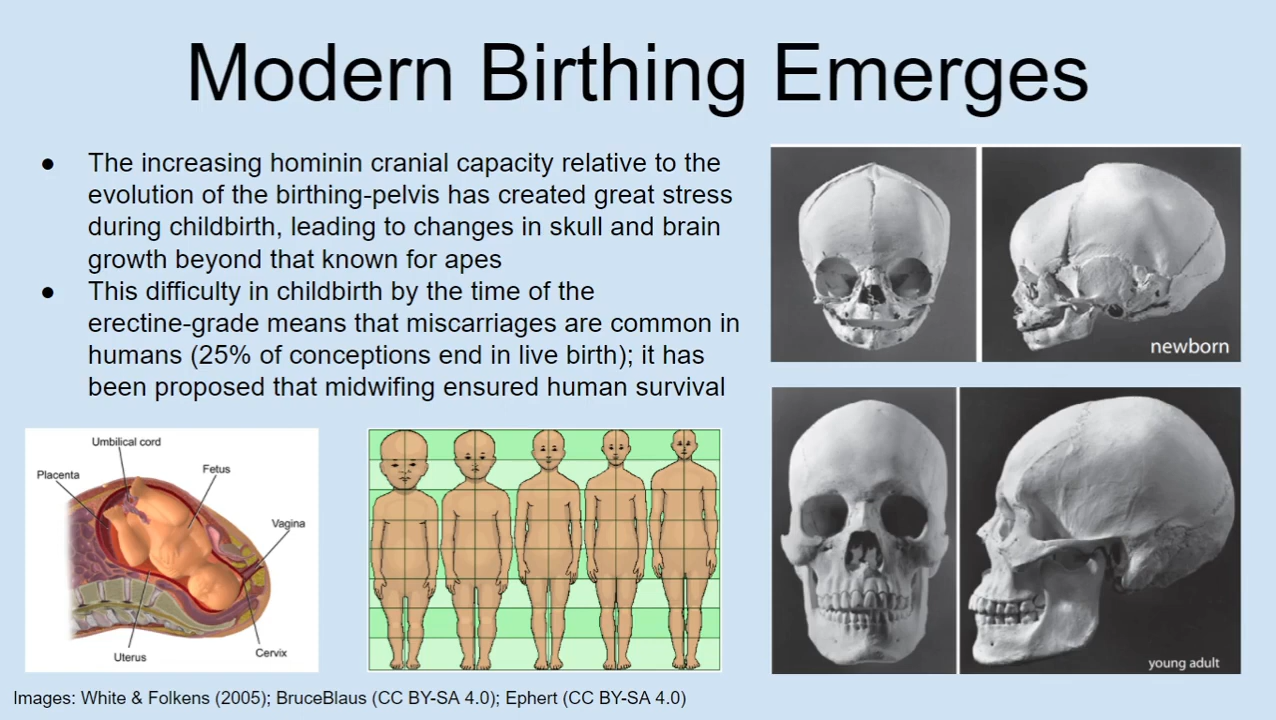 Modern Birthing Emerges
● The increasing hominin cranial capacity relative to the
evolution of the birthing-pelvis has created great stress
during childbirth, leading to changes in skull and brain
growth beyond that known for apes
● This difficulty in childbirth by the time of the
erectine-grade means that miscarriages are common in
humans (25% of conceptions end in live birth); it has
been proposed that midwifing ensured human survival
newborn
young adult
Umbilical cord
Placenta
Fetus
Vagina
Uterus
Cervix
Images: White & Folkens (2005); BruceBlaus (CC BY-SA 4.0); Ephert (CC BY-SA 4.0)